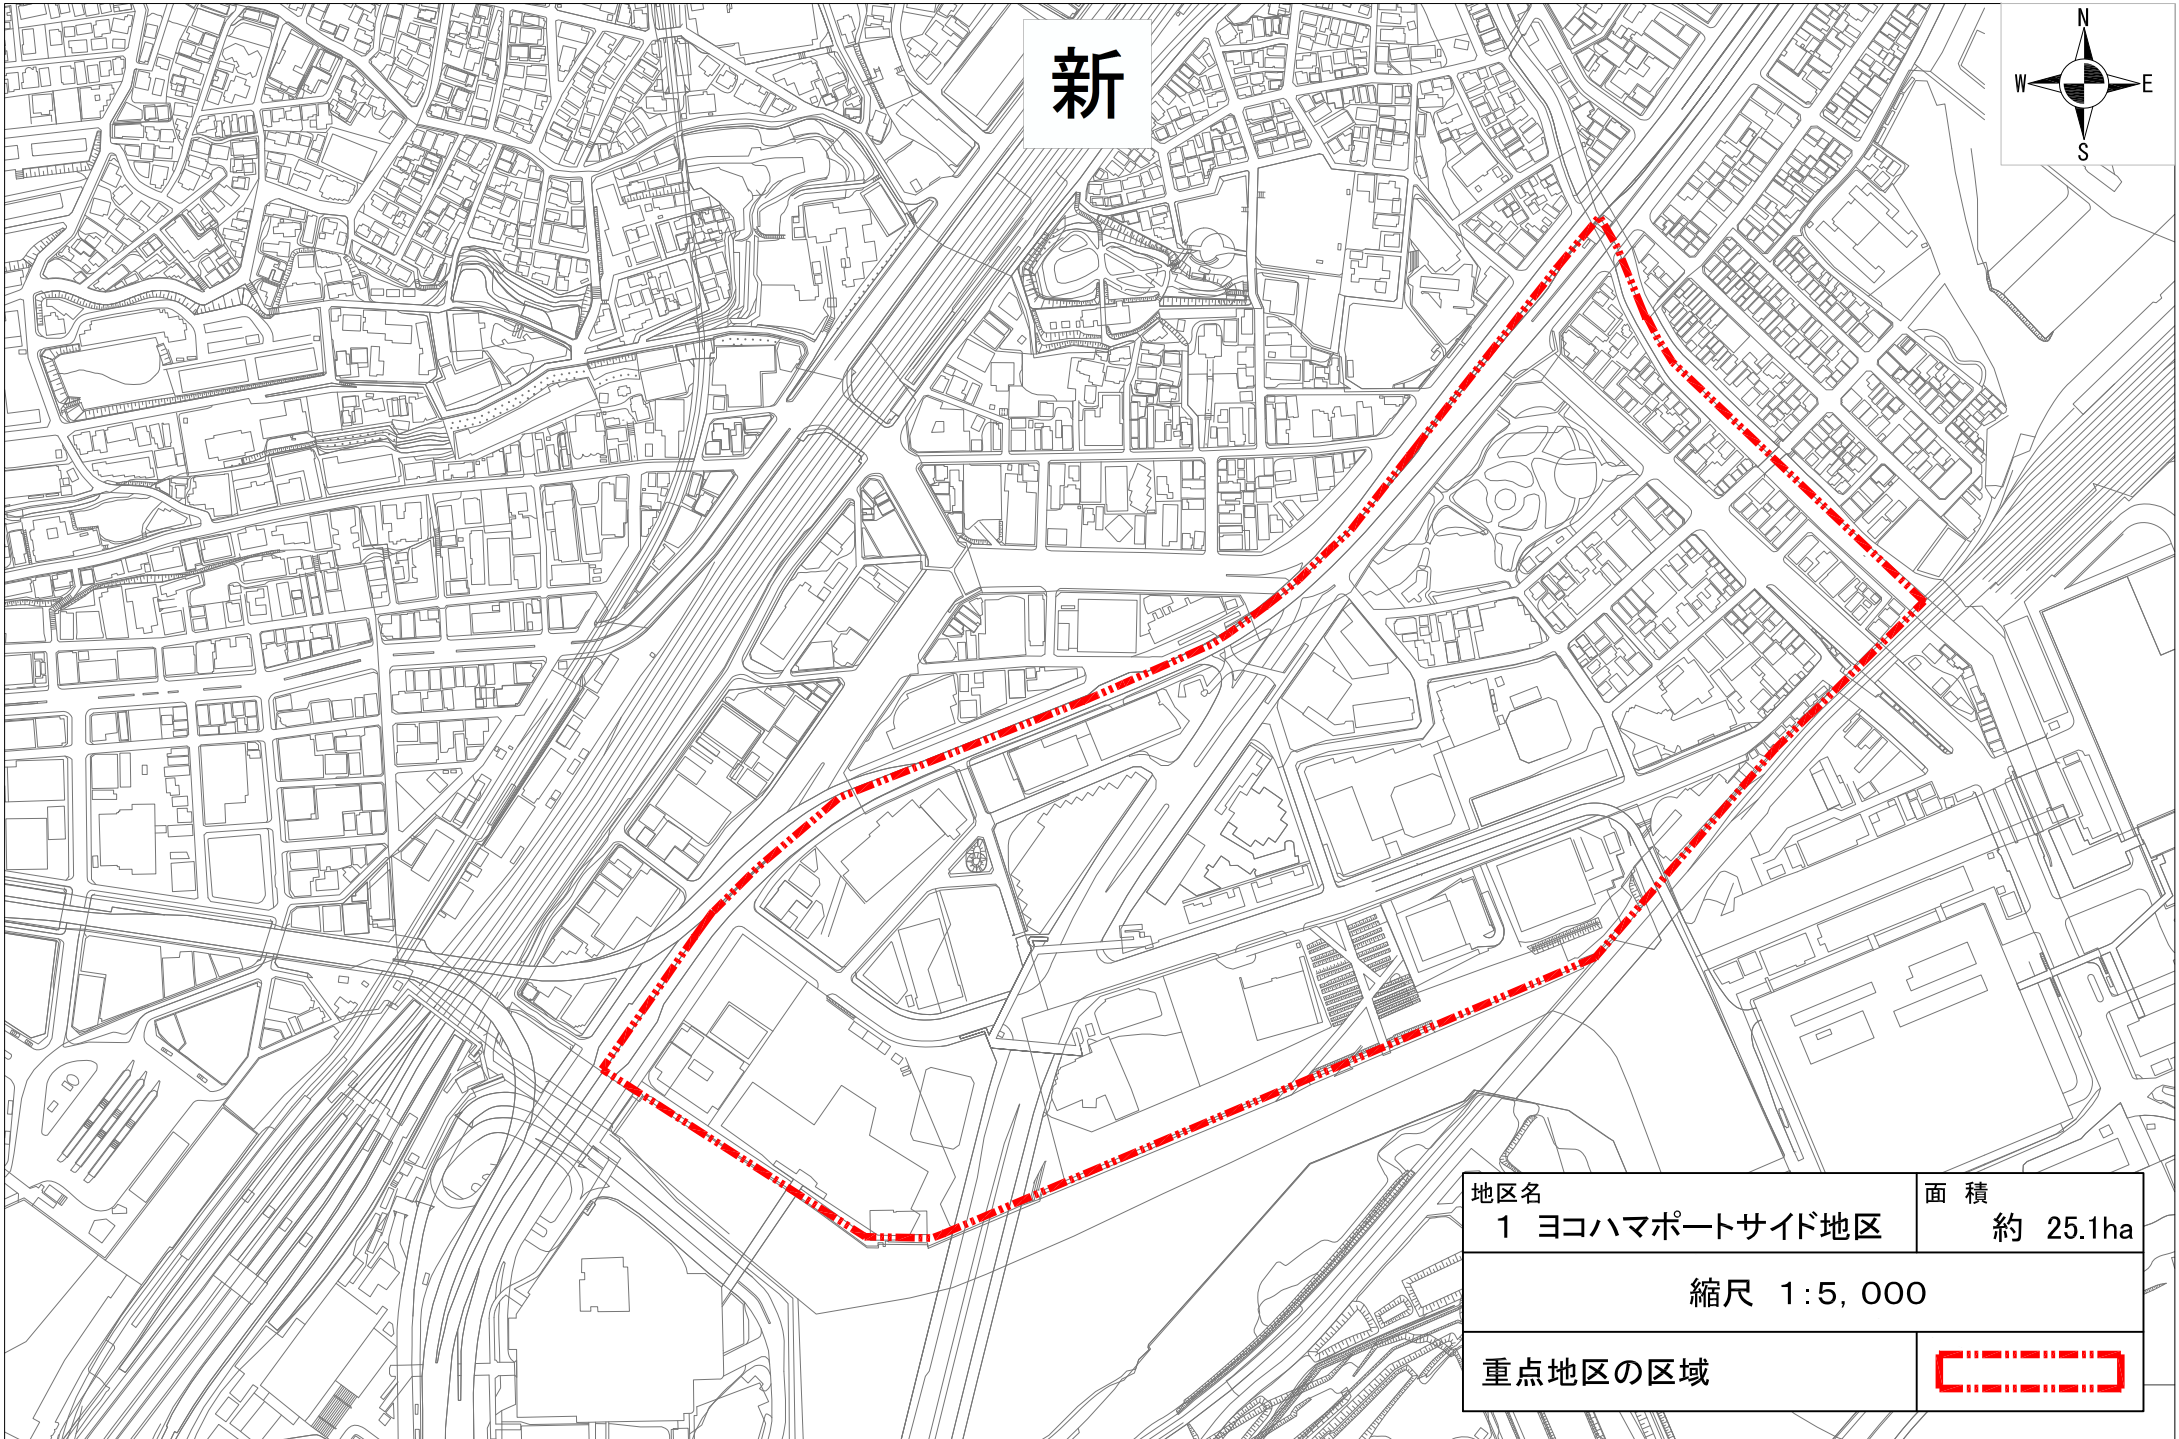 新
N
W E
S
地区名
1 ヨコハマポートサイド地区
面 積
約 25.1ha
縮尺 1:5,000
重点地区の区域